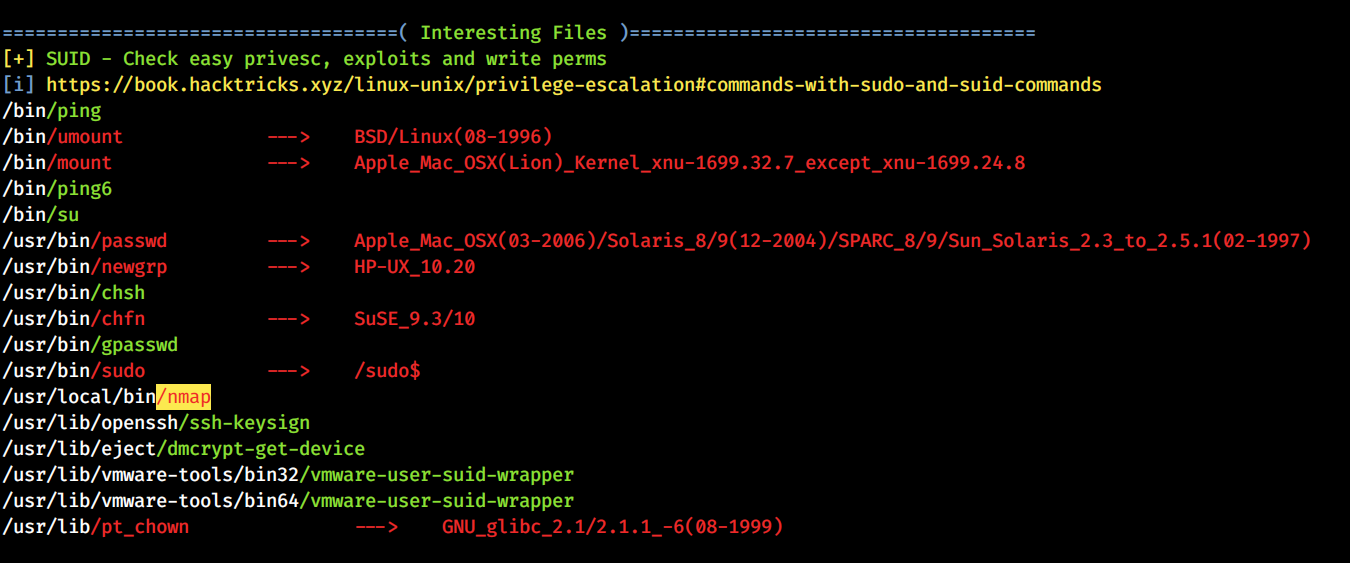 ====================================( Interesting Files )=====================================
[+] SUID - Check easy privesc, exploits and write perms
[i] https://book.hacktricks.xyz/linux-unix/privilege-escalation#commands-with-sudo-and-suid-commands
/bin/ping
/bin/umount             --->    BSD/Linux(08-1996)
/bin/mount              --->    Apple_Mac_OSX(Lion)_Kernel_xnu-1699.32.7_except_xnu-1699.24.8
/bin/ping6
/bin/su
/usr/bin/passwd         --->    Apple_Mac_OSX(03-2006)/Solaris_8/9(12-2004)/SPARC_8/9/Sun_Solaris_2.3_to_2.5.1(02-1997)
/usr/bin/newgrp         --->    HP-UX_10.20
/usr/bin/chsh
/usr/bin/chfn           --->    SuSE_9.3/10
/usr/bin/gpasswd
/usr/bin/sudo           --->    /sudo$
/usr/local/bin/nmap
/usr/lib/openssh/ssh-keysign
/usr/lib/eject/dmcrypt-get-device
/usr/lib/vmware-tools/bin32/vmware-user-suid-wrapper
/usr/lib/vmware-tools/bin64/vmware-user-suid-wrapper
/usr/lib/pt_chown               --->    GNU_glibc_2.1/2.1.1_-6(08-1999)